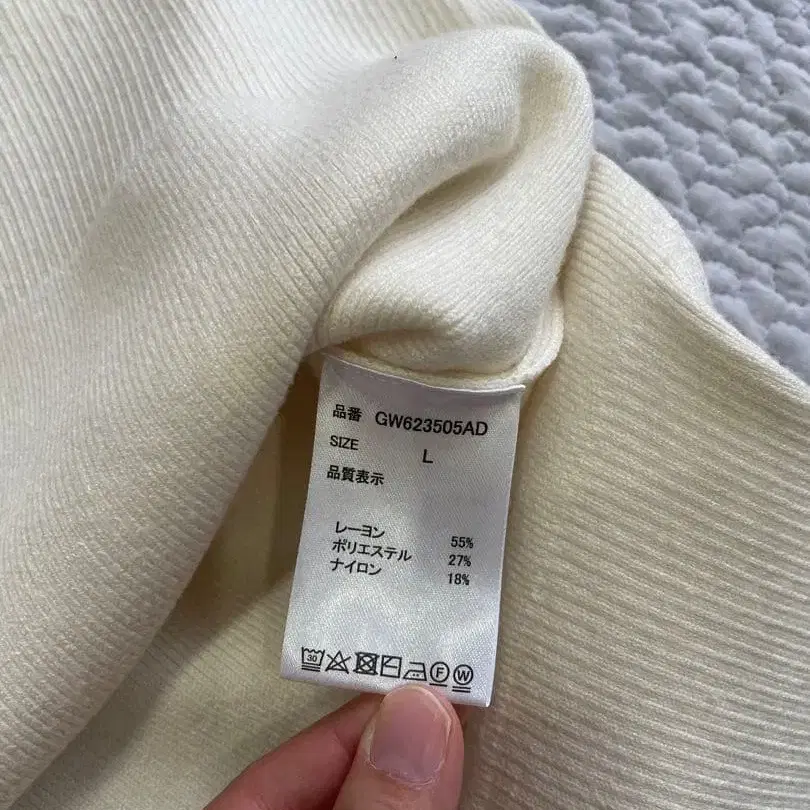 品番 GW623505AD
SIZE L
品質表示
レーヨン 55%
ポリエステル 27%
ナイロン 18%
30 F W